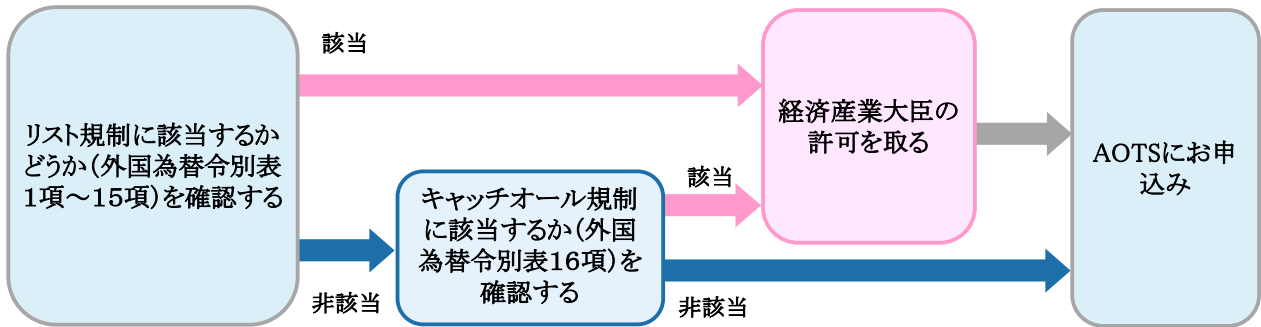 該当
リスト規制に該当するか
どうか（外国為替令別表
１項～１５項）を確認する
非該当
キャッチオール規制
に該当するか（外国
為替令別表１６項）を
確認する
該当
非該当
経済産業大臣の
許可を取る
AOTSにお申
込み